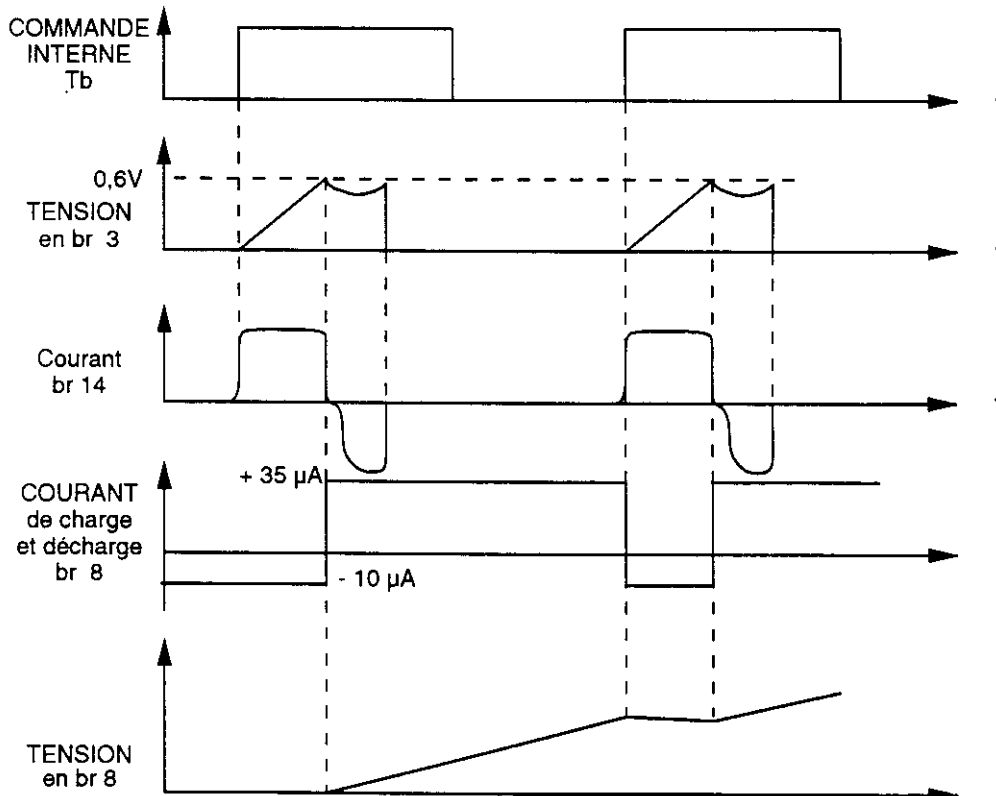 COMMANDE
INTERNE
Tb
0,6V
TENSION
en br 3
Courant
br 14
+ 35 µA
COURANT
de charge
et décharge
br 8
- 10 µA
TENSION
en br 8